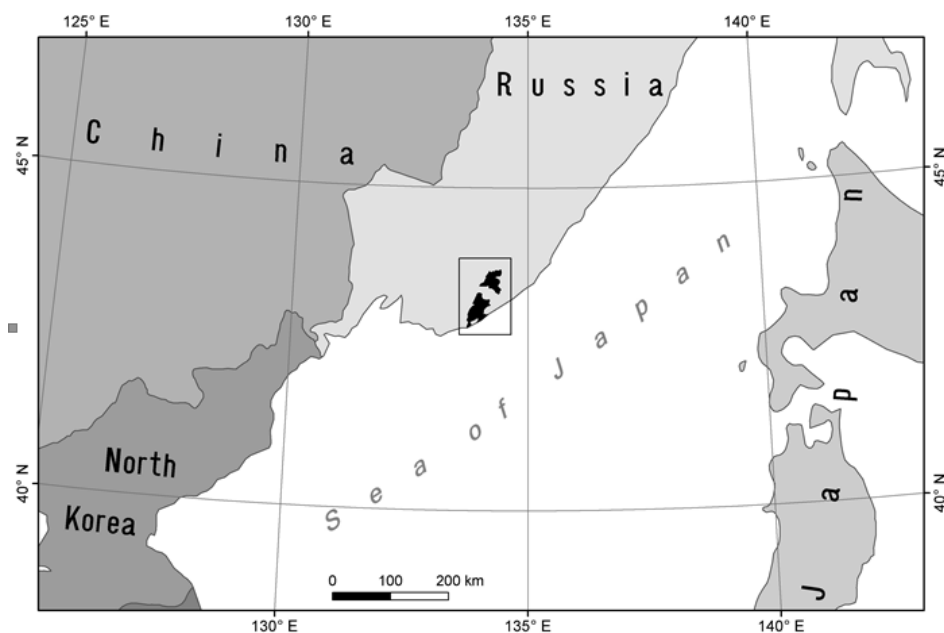 125° E 130° E 135° E 140° E
Russia
China
45° N 45° N
Sea of Japan
Japan
North
Korea
40° N 40° N
0 100 200 km
130° E 135° E 140° E